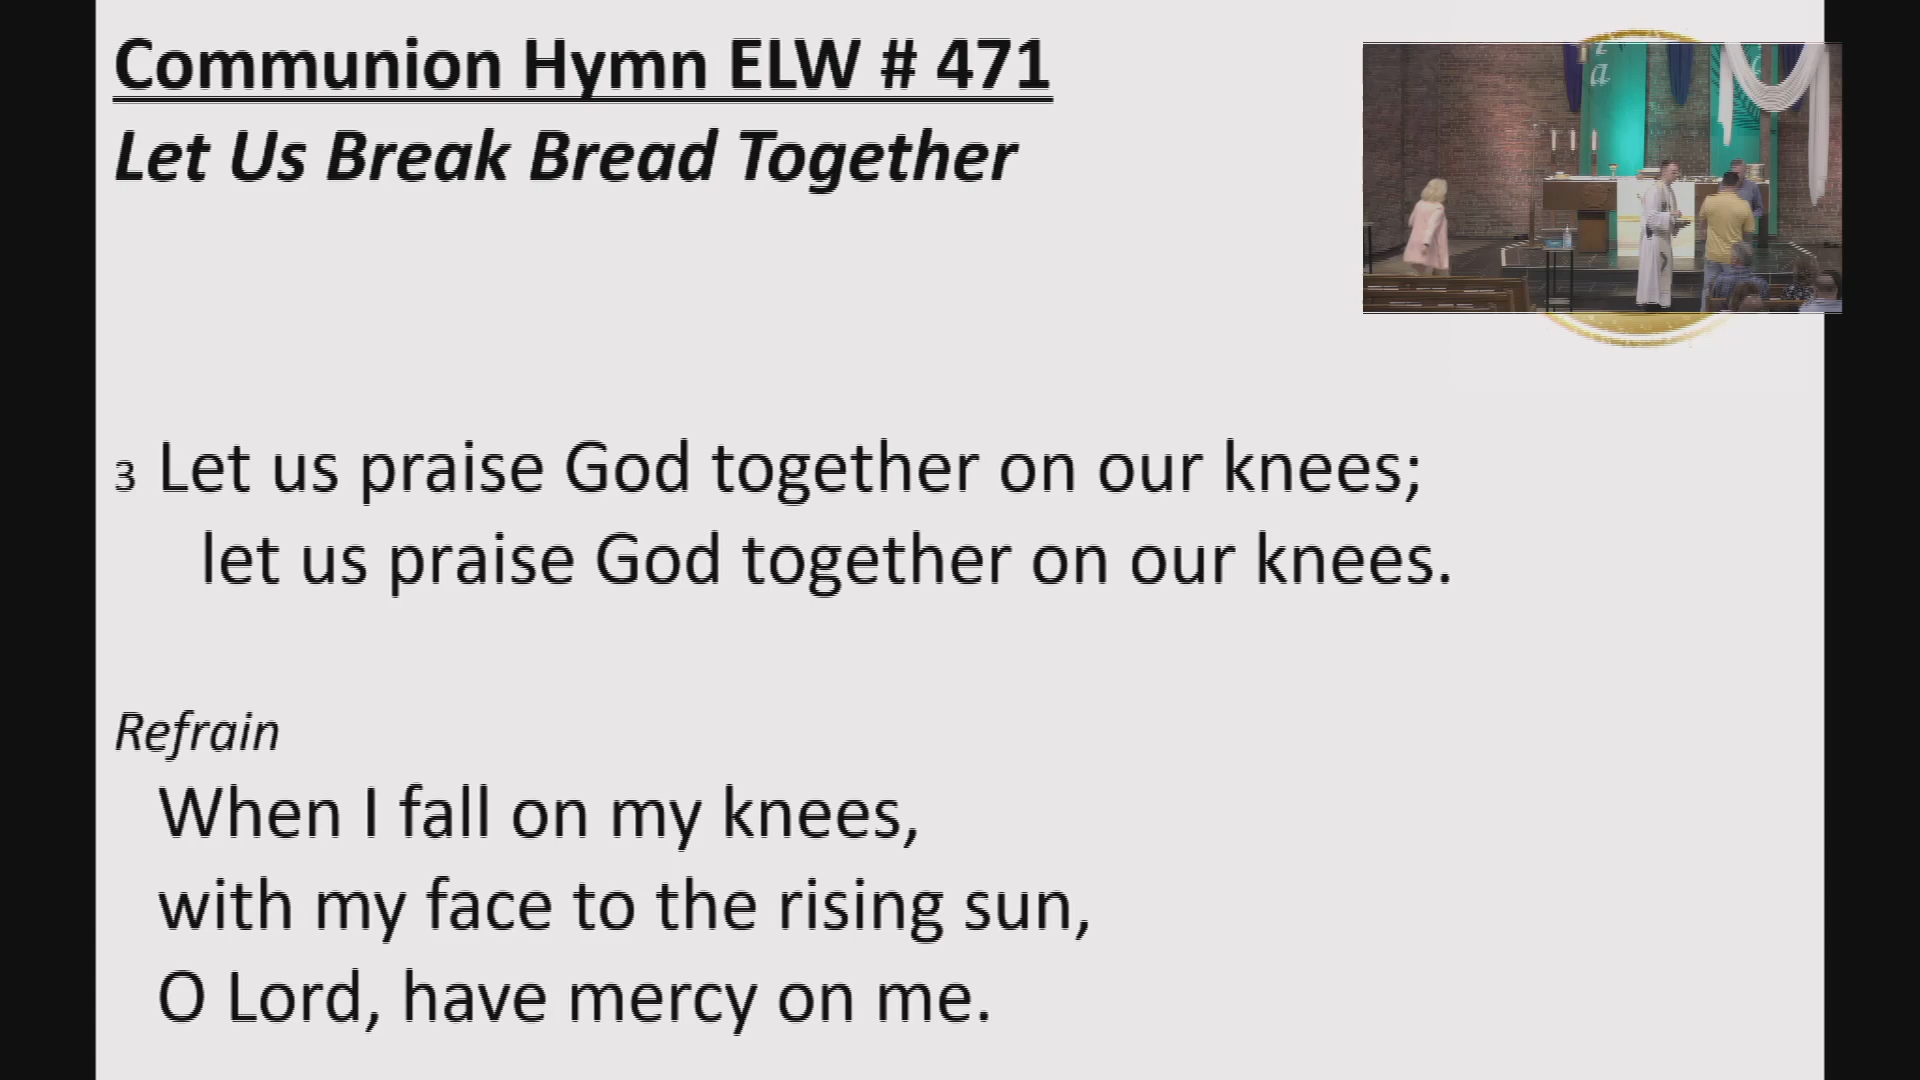 Communion Hymn ELW # 471
Let Us Break Bread Together
3 Let us praise God together on our knees;
let us praise God together on our knees.
Refrain
When I fall on my knees,
with my face to the rising sun,
O Lord, have mercy on me.